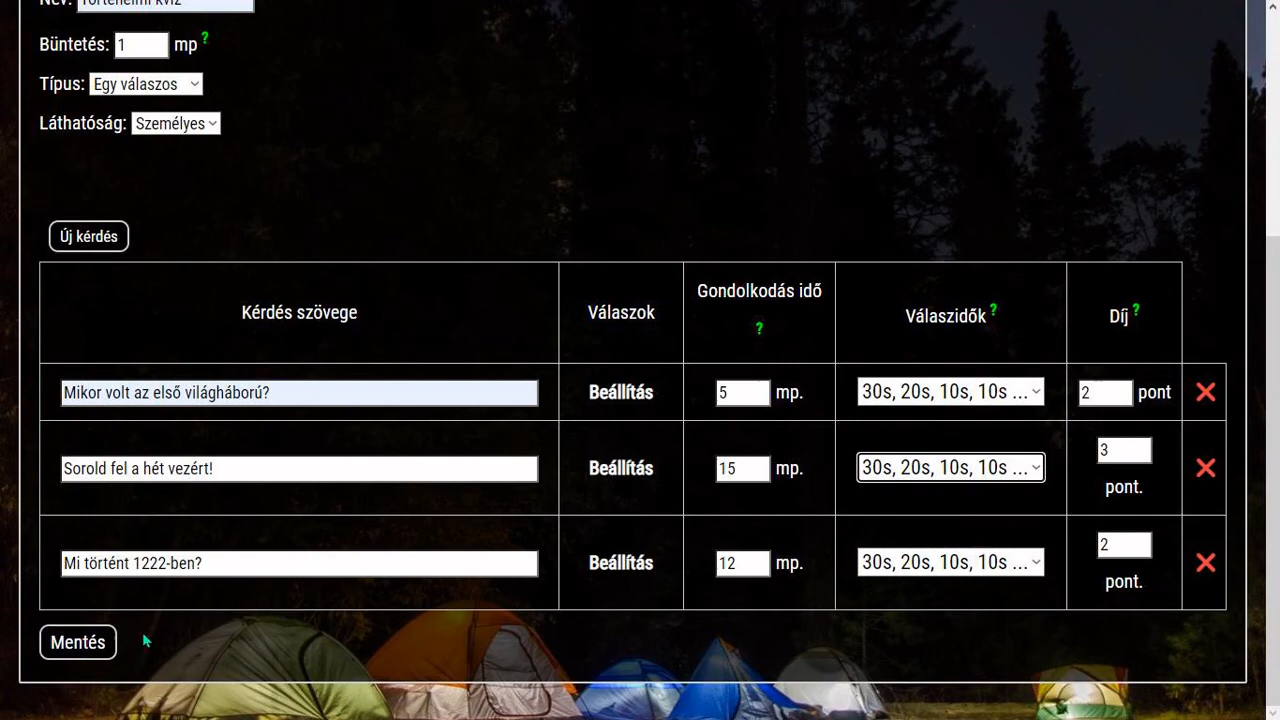 Név: Történelmi kvíz
Büntetés: 1 mp ?
Típus: Egy válaszos
Láthatóság: Személyes
Új kérdés
Kérdés szövege Válaszok Gondolkodás idő ? Válaszidők ? Díj ?
Mikor volt az első világháború? Beállítás 5 mp. 30s, 20s, 10s, 10s ... 2 pont
Sorold fel a hét vezért! Beállítás 15 mp. 30s, 20s, 10s, 10s ... 3 pont.
Mi történt 1222-ben? Beállítás 12 mp. 30s, 20s, 10s, 10s ... 2 pont.
Mentés